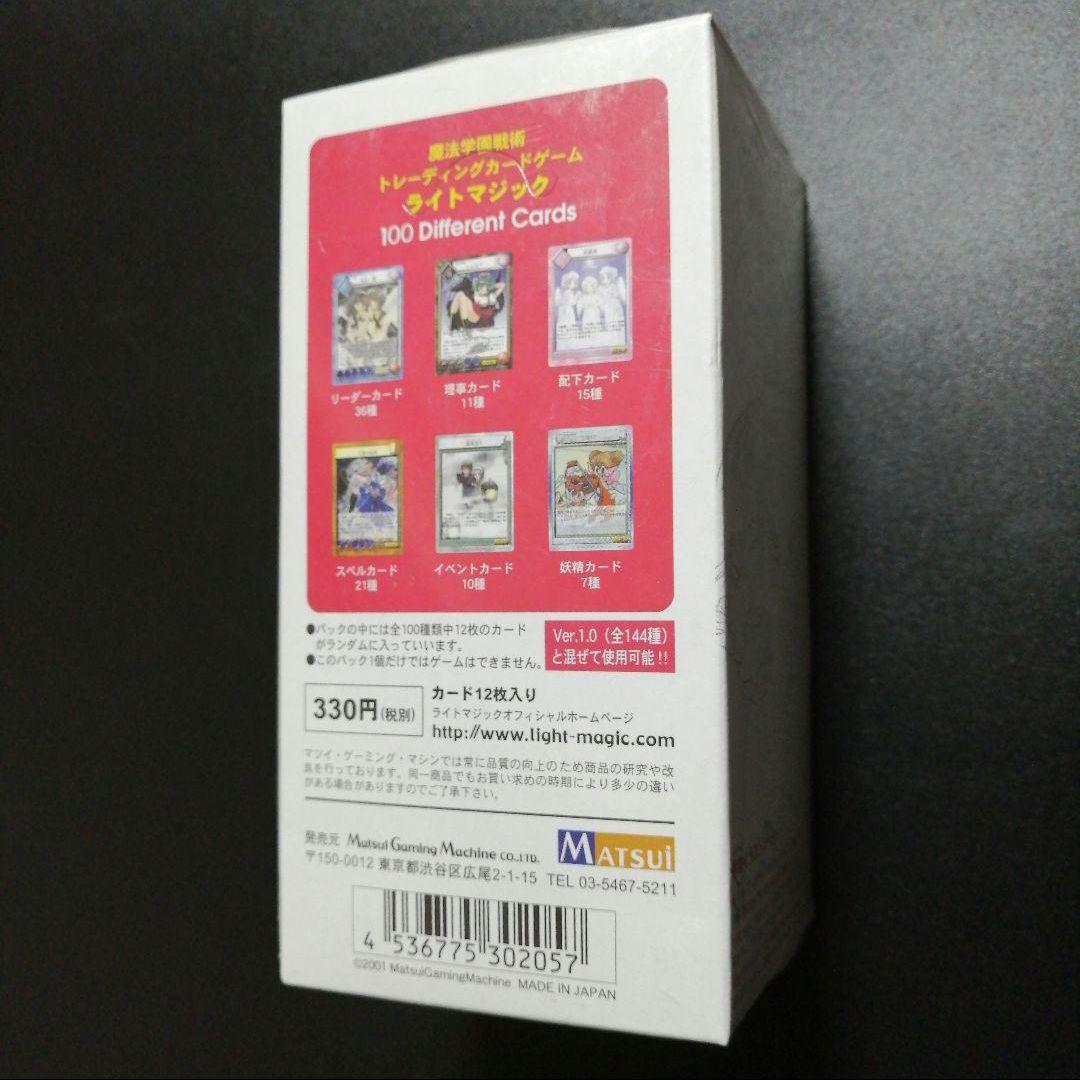 魔法学園戦術
トレーディングカードゲーム
ライトマジック
100 Different Cards
リーダーカード
36種
理事カード
11種
配下カード
15種
スペルカード
21種
イベントカード
10種
妖精カード
7種
●パックの中には全100種類中12枚のカード
がランダムに入っていいます。
●このパック1個だけではゲームはできません。
Ver.1.0（全144種）
と混ぜて使用可能!!
330円(税別)
カード12枚入り
ライトマジックオフィシャルホームページ
http://www.light-magic.com
マツイ・ゲーミング・マシンでは常に品質の向上のため商品の研究や改
良を行っております。同一商品でもお買い求めの時期により多少の違い
がある場合がありますのでご了承下さい。
発売元 Matsui Gaming Machine CO.,LTD.
MATSUi
〒150-0012 東京都渋谷区広尾2-1-15 TEL 03-5467-5211
4 536775 302057
©2001 MatsuiGamingMachine MADE IN JAPAN